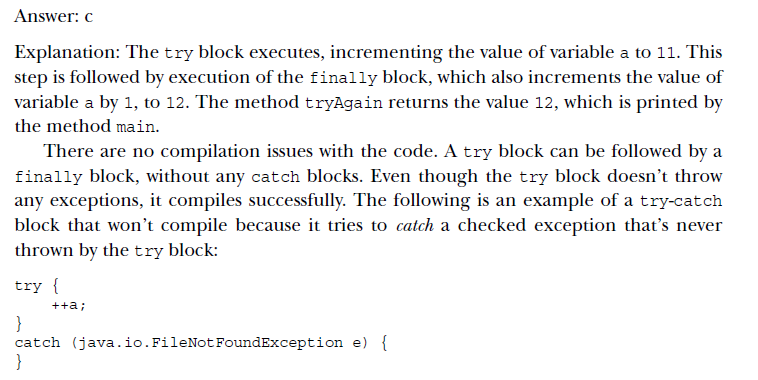 Answer: c
Explanation: The try block executes, incrementing the value of variable a to 11. This
step is followed by execution of the finally block, which also increments the value of
variable a by 1, to 12. The method tryAgain returns the value 12, which is printed by
the method main.
There are no compilation issues with the code. A try block can be followed by a
finally block, without any catch blocks. Even though the try block doesn’t throw
any exceptions, it compiles successfully. The following is an example of a try-catch
block that won’t compile because it tries to catch a checked exception that’s never
thrown by the try block:
try {
    ++a;
}
catch (java.io.FileNotFoundException e) {
}